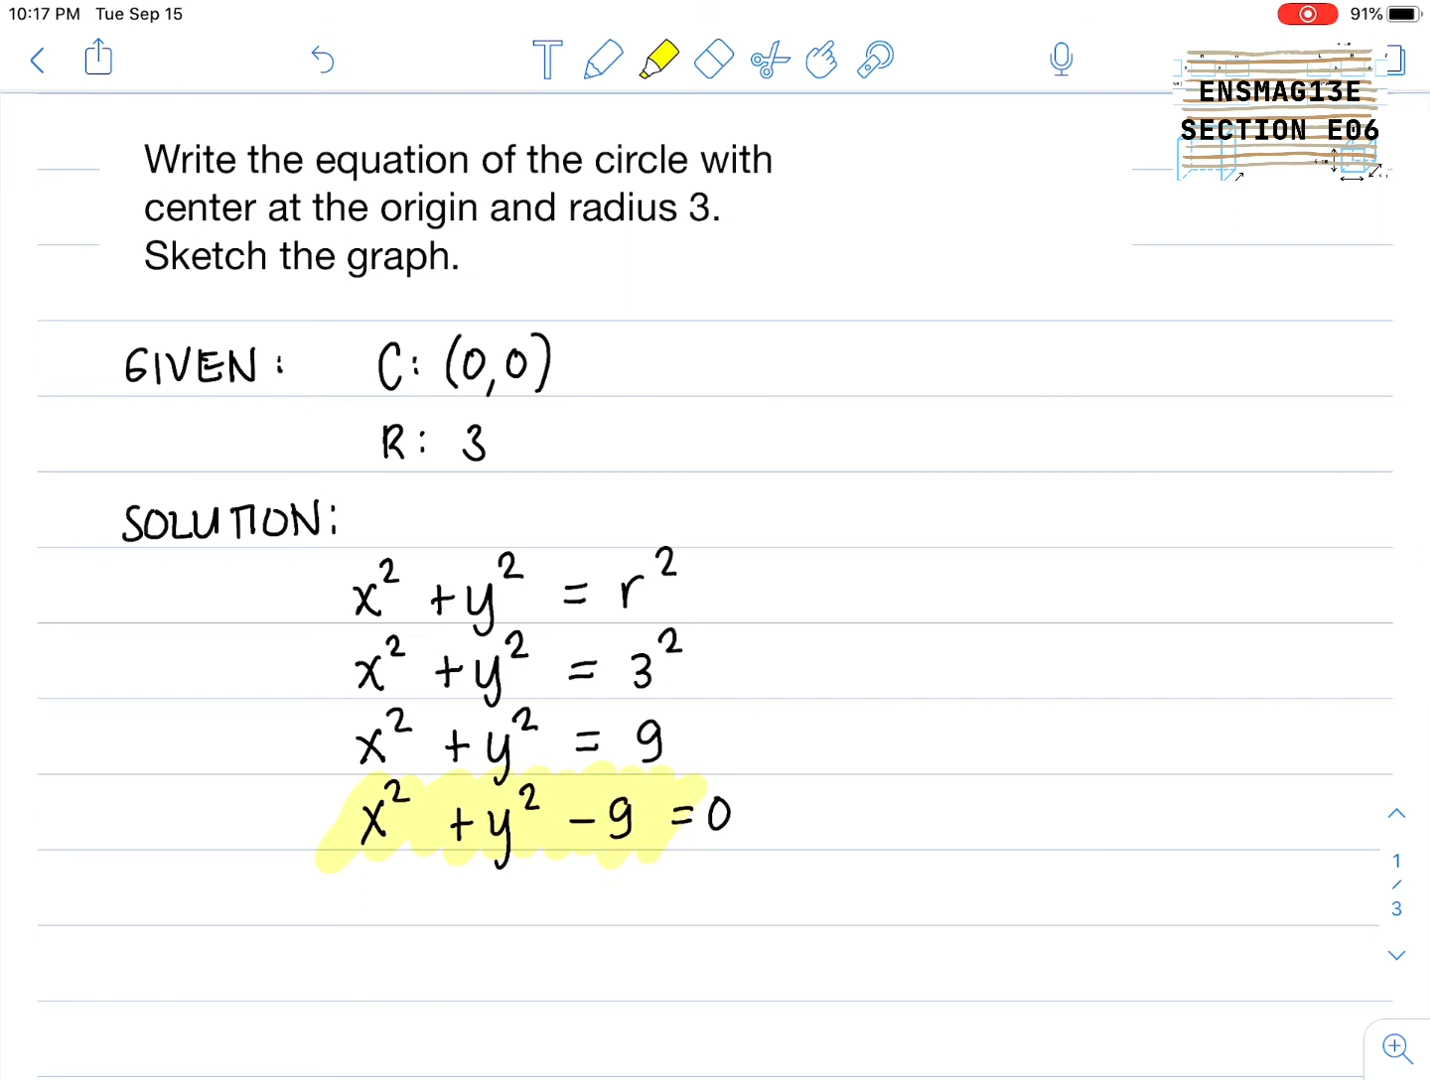 10:17 PM Tue Sep 15
91%
T
ENSMAG13E
SECTION E06
Write the equation of the circle with
center at the origin and radius 3.
Sketch the graph.
GIVEN: C: (0,0)
R: 3
SOLUTION:
x² + y² = r²
x² + y² = 3²
x² + y² = 9
x² + y² - 9 = 0
1
/
3